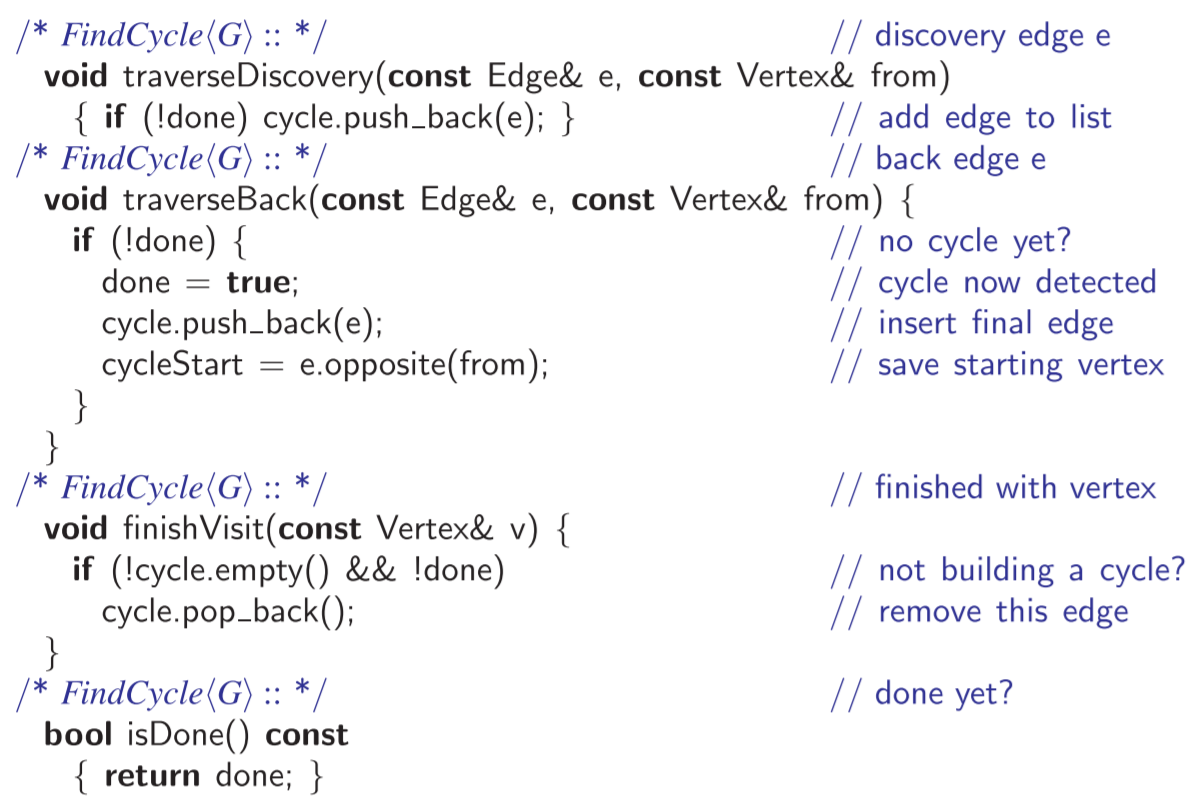 /* FindCycle⟨G⟩ :: */ // discovery edge e
void traverseDiscovery(const Edge& e, const Vertex& from)
{ if (!done) cycle.push_back(e); } // add edge to list
/* FindCycle⟨G⟩ :: */ // back edge e
void traverseBack(const Edge& e, const Vertex& from) {
if (!done) { // no cycle yet?
done = true; // cycle now detected
cycle.push_back(e); // insert final edge
cycleStart = e.opposite(from); // save starting vertex
}
}
/* FindCycle⟨G⟩ :: */ // finished with vertex
void finishVisit(const Vertex& v) {
if (!cycle.empty() && !done) // not building a cycle?
cycle.pop_back(); // remove this edge
}
/* FindCycle⟨G⟩ :: */ // done yet?
bool isDone() const
{ return done; }